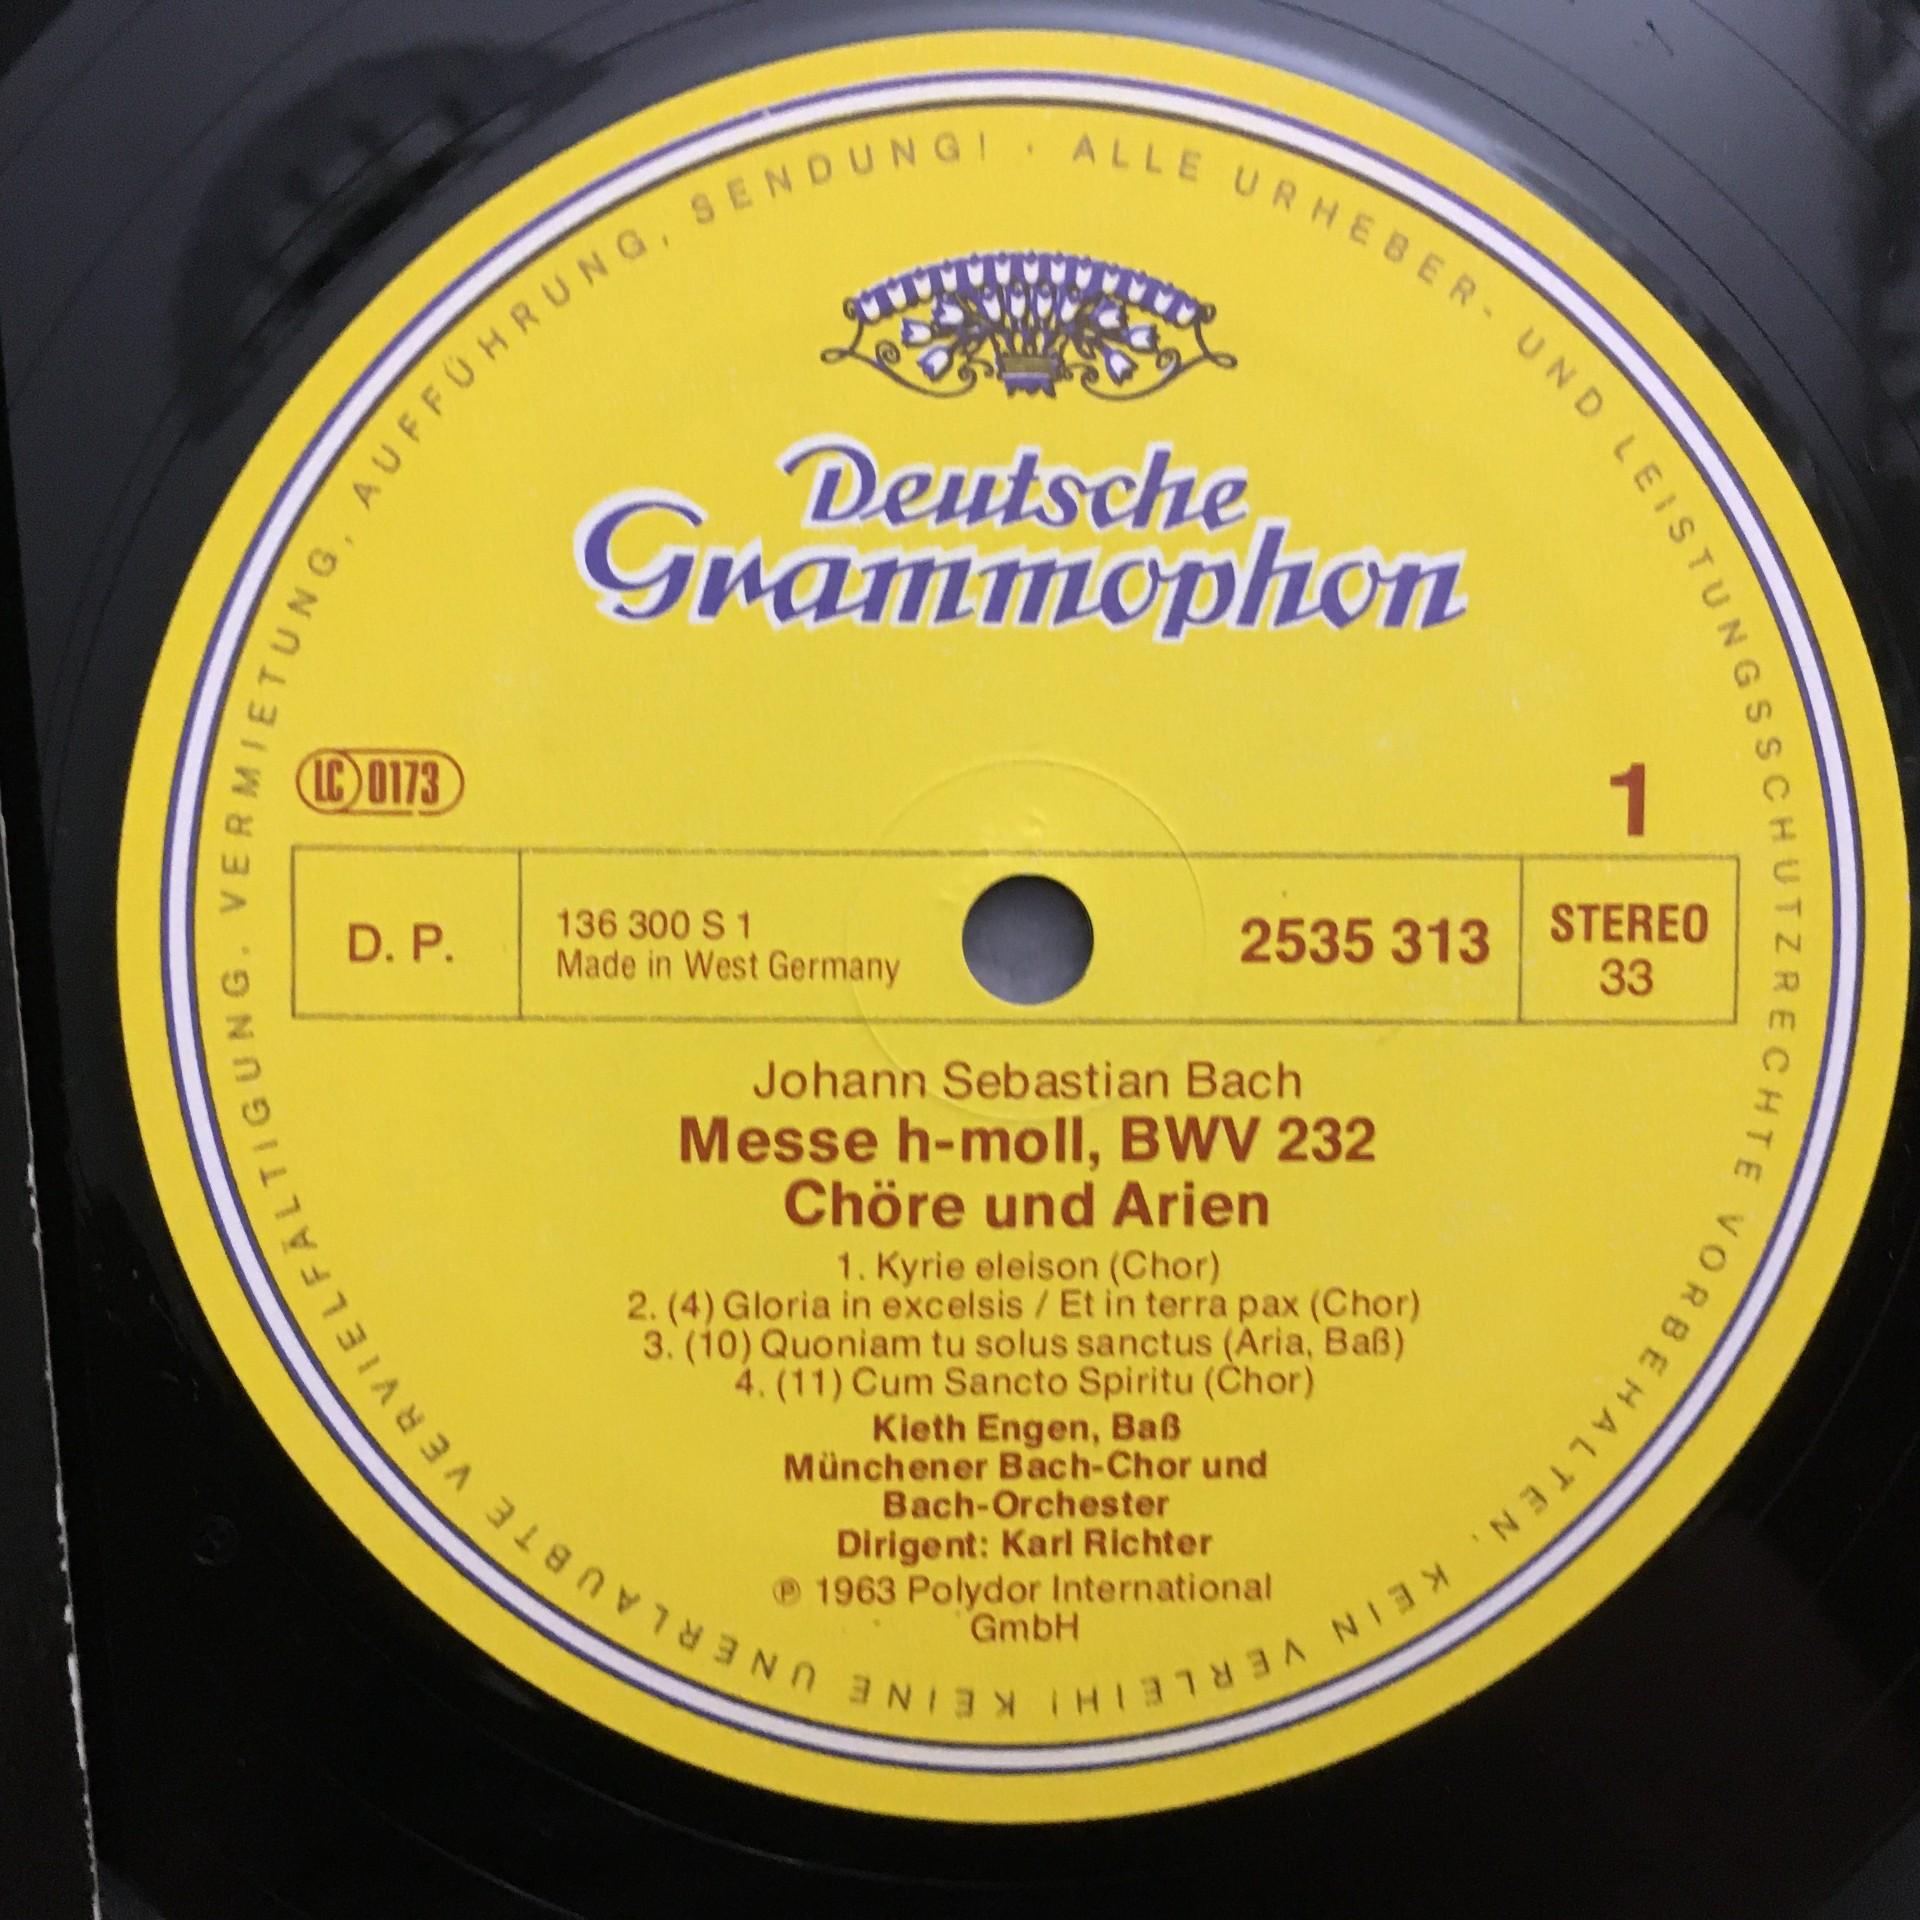 ALLE URHEBER- UND LEISTUNGSSCHUTZRECHTE VORBEHALTEN. KEIN VERLEIH! KEINE UNERLAUBTE VERVIELFÄLTIGUNG. VERMIETUNG, AUFFÜHRUNG, SENDUNG! ·
Deutsche
Grammophon
LC 0173
1
D. P.
136 300 S 1
Made in West Germany
2535 313
STEREO
33
Johann Sebastian Bach
Messe h-moll, BWV 232
Chöre und Arien
1. Kyrie eleison (Chor)
2. (4) Gloria in excelsis / Et in terra pax (Chor)
3. (10) Quoniam tu solus sanctus (Aria, Baß)
4. (11) Cum Sancto Spiritu (Chor)
Kieth Engen, Baß
Münchener Bach-Chor und
Bach-Orchester
Dirigent: Karl Richter
℗ 1963 Polydor International
GmbH